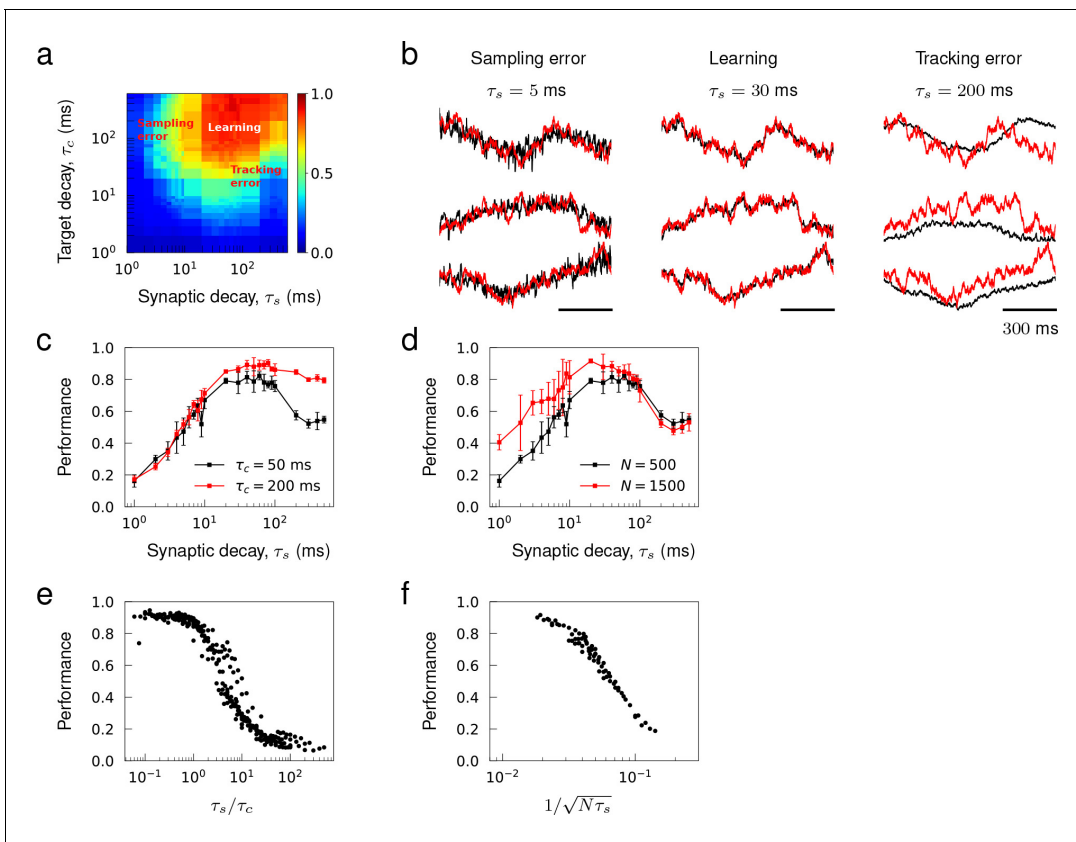 a
Target decay, τc (ms)
10²
10¹
10⁰
Sampling
error
Learning
Tracking
error
1.0
0.5
0.0
10⁰ 10¹ 10²
Synaptic decay, τs (ms)
b
Sampling error Learning Tracking error
τs = 5 ms τs = 30 ms τs = 200 ms
300 ms
c
Performance
1.0
0.8
0.6
0.4
0.2
0.0
τc = 50 ms
τc = 200 ms
10⁰ 10¹ 10²
Synaptic decay, τs (ms)
d
Performance
1.0
0.8
0.6
0.4
0.2
0.0
N = 500
N = 1500
10⁰ 10¹ 10²
Synaptic decay, τs (ms)
e
Performance
1.0
0.8
0.6
0.4
0.2
0.0
10⁻¹ 10⁰ 10¹ 10²
τs/τc
f
Performance
1.0
0.8
0.6
0.4
0.2
0.0
10⁻² 10⁻¹
1/√Nτs